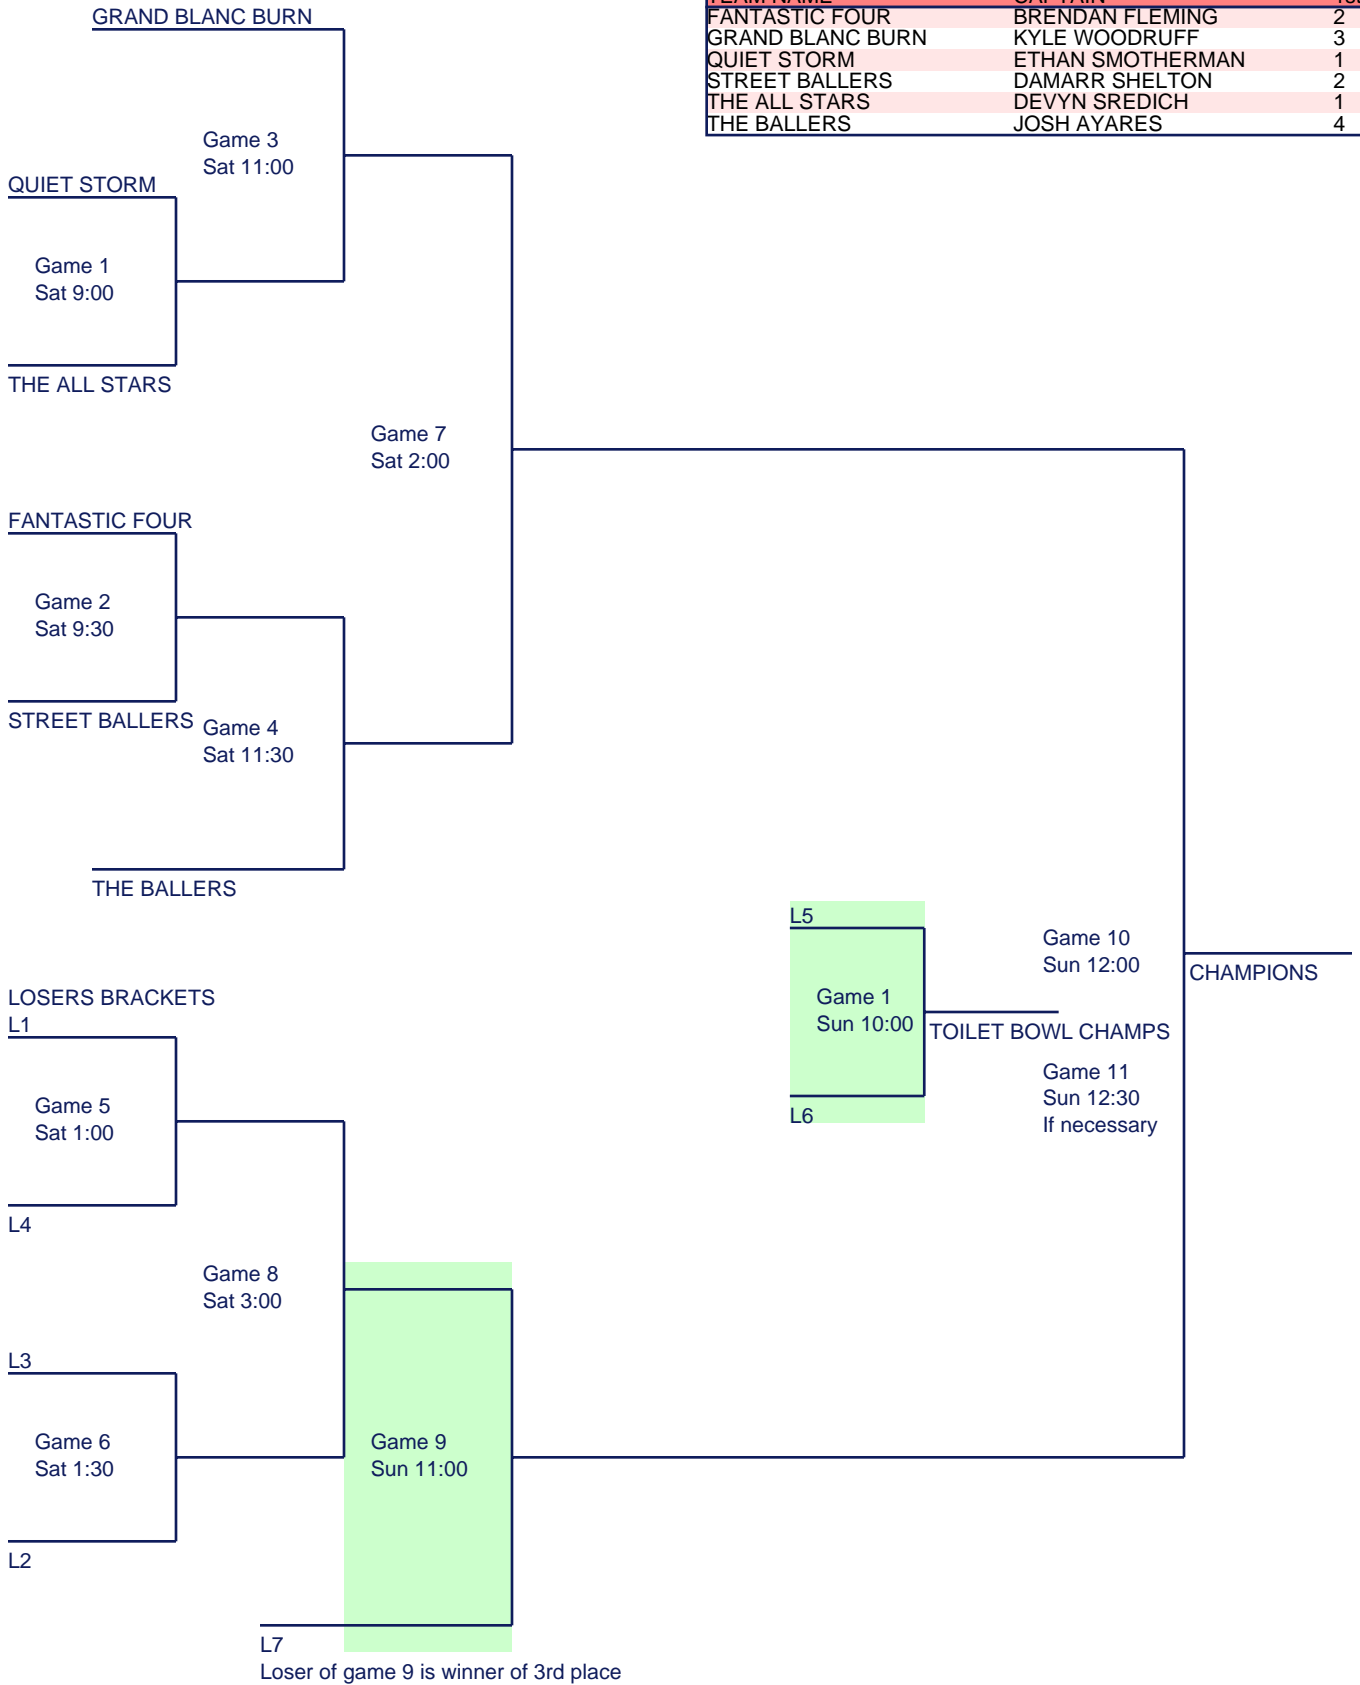 GRAND BLANC BURN
TEAM NAME CAPTAIN
FANTASTIC FOUR BRENDAN FLEMING 2
GRAND BLANC BURN KYLE WOODRUFF 3
QUIET STORM ETHAN SMOTHERMAN 1
STREET BALLERS DAMARR SHELTON 2
THE ALL STARS DEVYN SREDICH 1
THE BALLERS JOSH AYARES 4
Game 3
Sat 11:00
QUIET STORM
Game 1
Sat 9:00
THE ALL STARS
Game 7
Sat 2:00
FANTASTIC FOUR
Game 2
Sat 9:30
STREET BALLERS
Game 4
Sat 11:30
THE BALLERS
L5
Game 10
Sun 12:00
CHAMPIONS
Game 1
Sun 10:00
TOILET BOWL CHAMPS
Game 11
Sun 12:30
If necessary
L6
LOSERS BRACKETS
L1
Game 5
Sat 1:00
L4
Game 8
Sat 3:00
L3
Game 6
Sat 1:30
Game 9
Sun 11:00
L2
L7
Loser of game 9 is winner of 3rd place